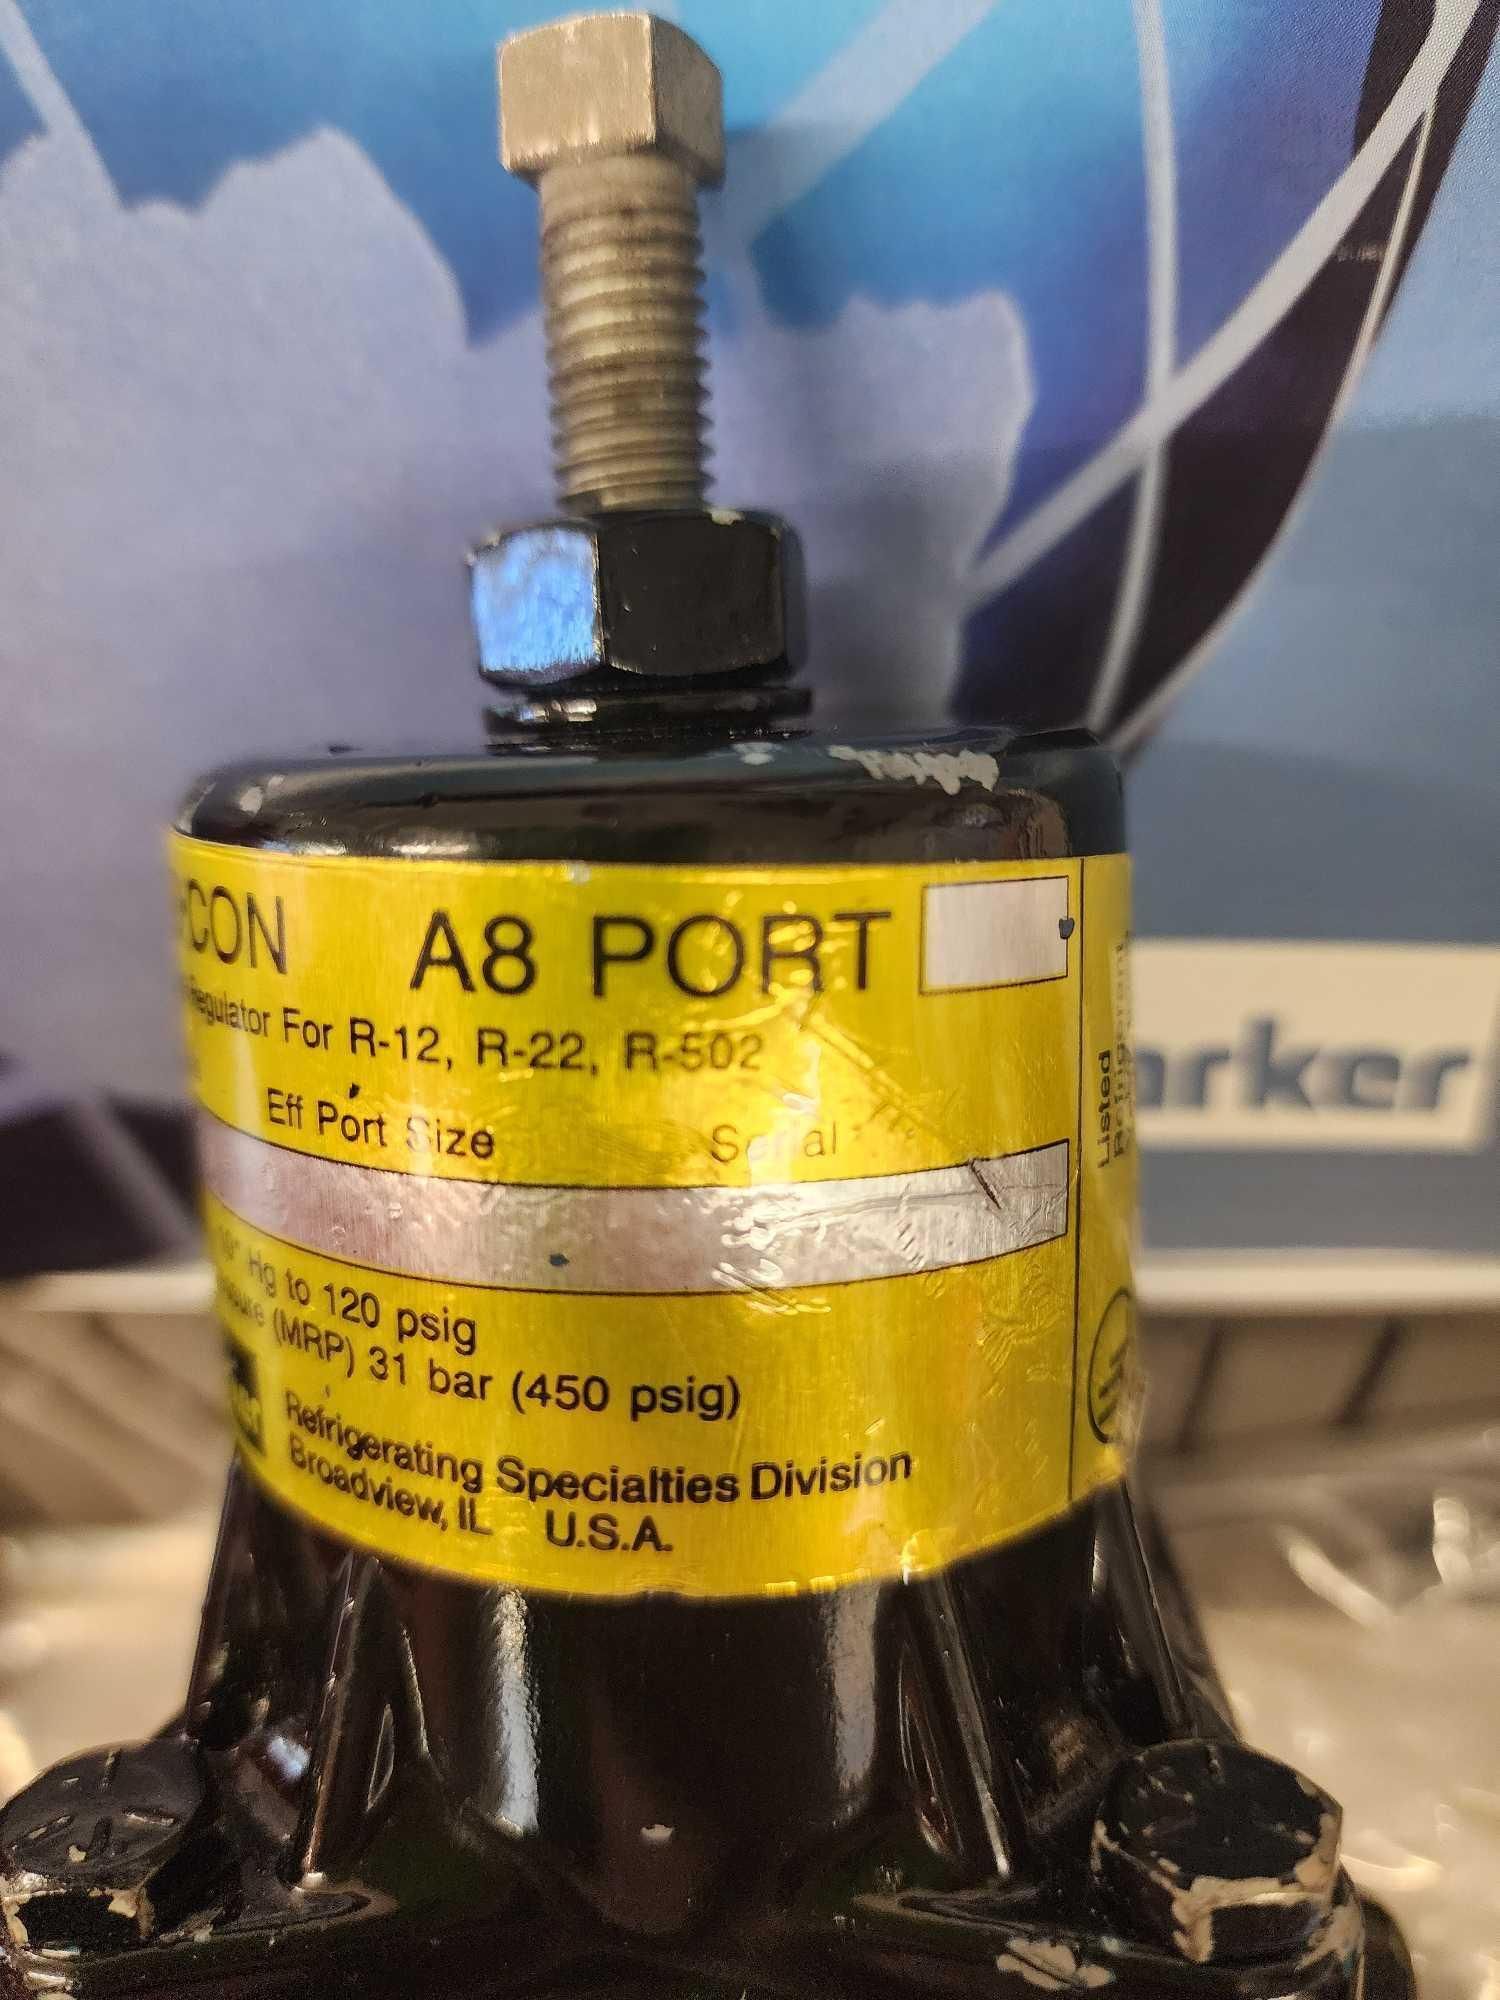 CON A8 PORT
Regulator For R-12, R-22, R-502
Eff Port Size Serial
Hg to 120 psig
(MRP) 31 bar (450 psig)
Refrigerating Specialties Division
Broadview, IL U.S.A.
Listed
arker